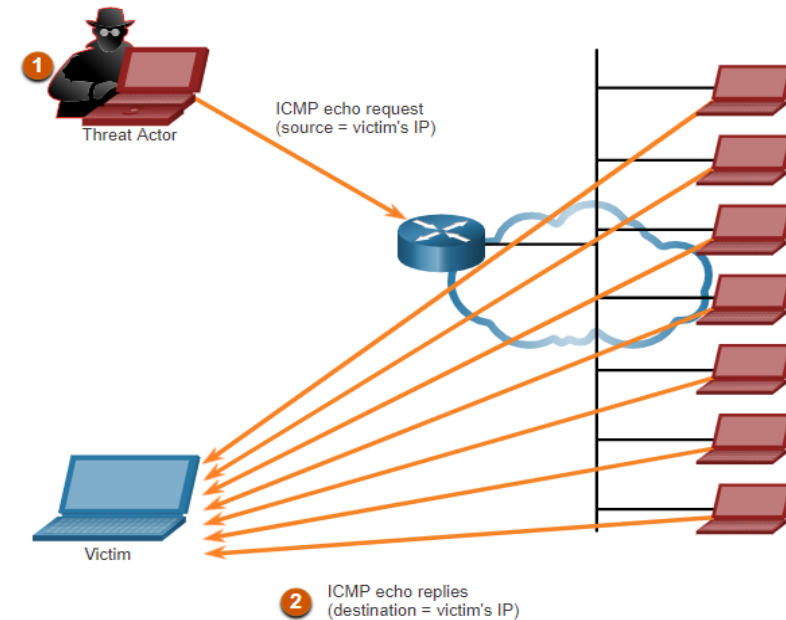 1
Threat Actor
ICMP echo request
(source = victim's IP)
Victim
2
ICMP echo replies
(destination = victim's IP)